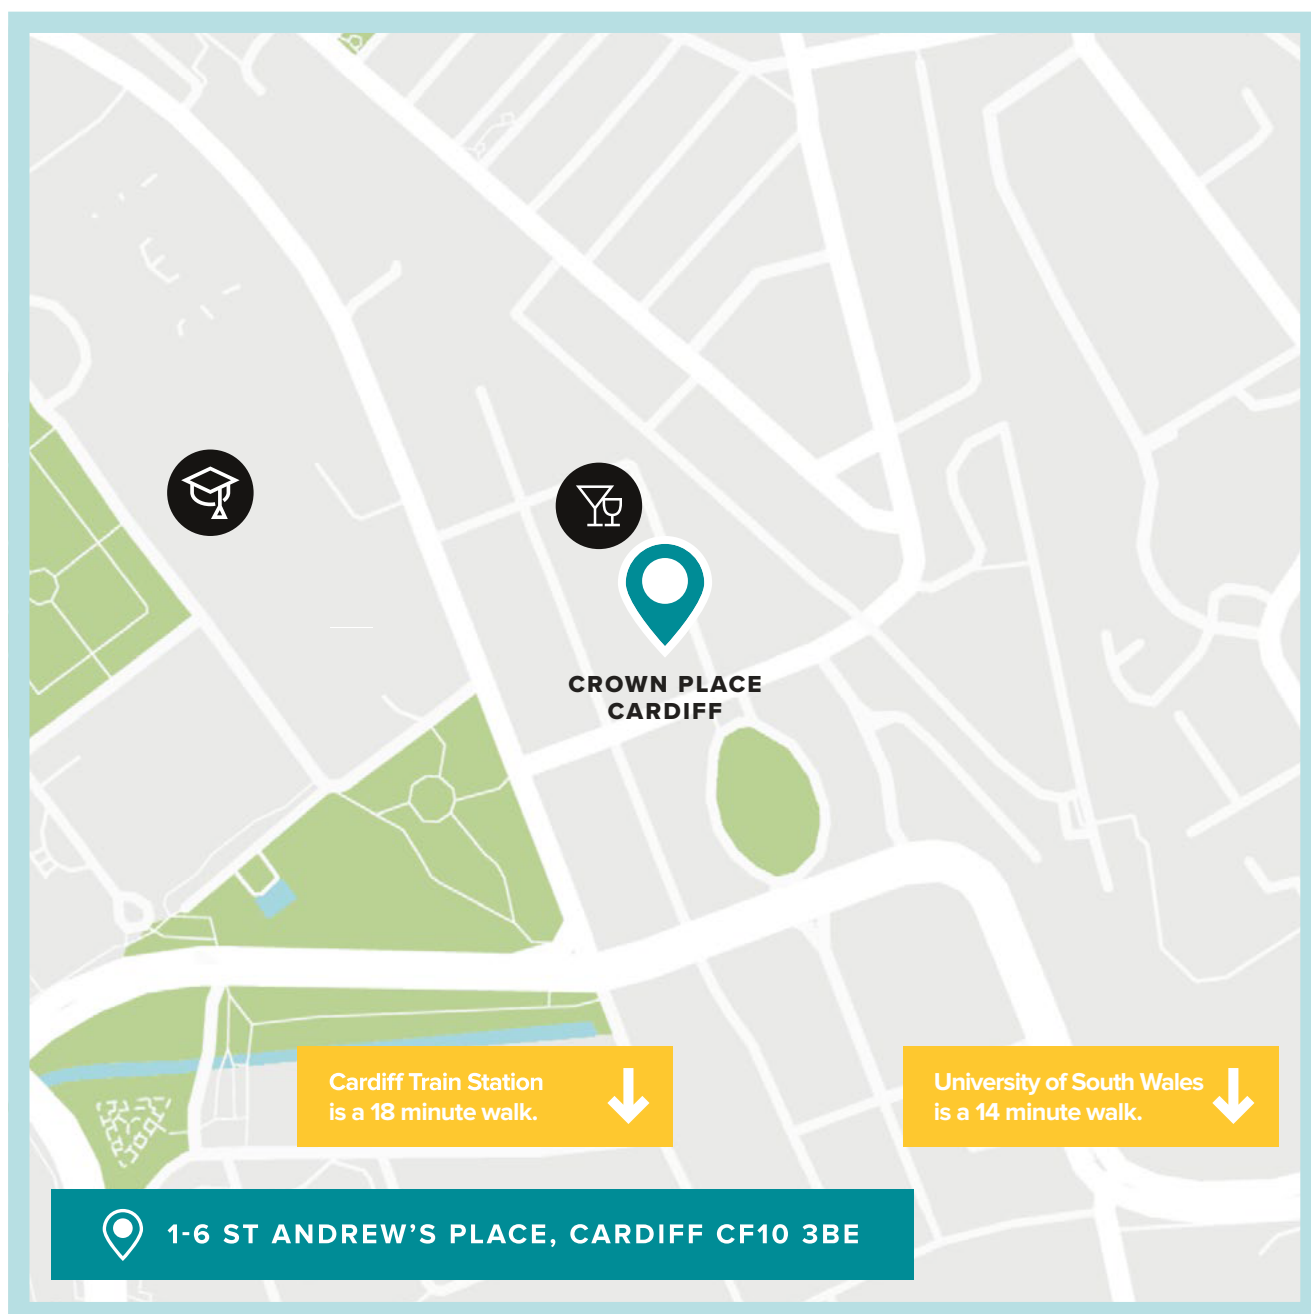 CROWN PLACE
CARDIFF
Cardiff Train Station
is a 18 minute walk.
University of South Wales
is a 14 minute walk.
1-6 ST ANDREW’S PLACE, CARDIFF CF10 3BE